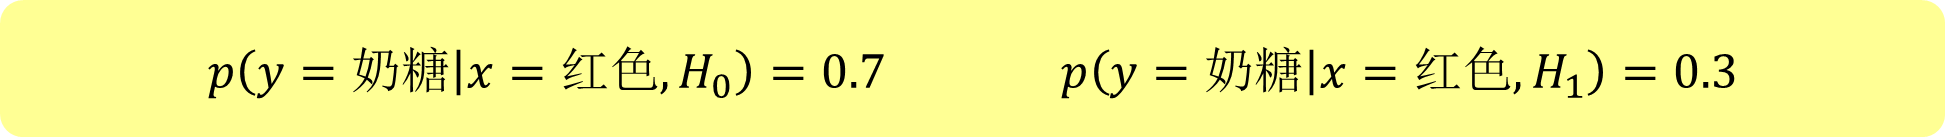 p(y = 奶糖|x = 红色, H₀) = 0.7 p(y = 奶糖|x = 红色, H₁) = 0.3